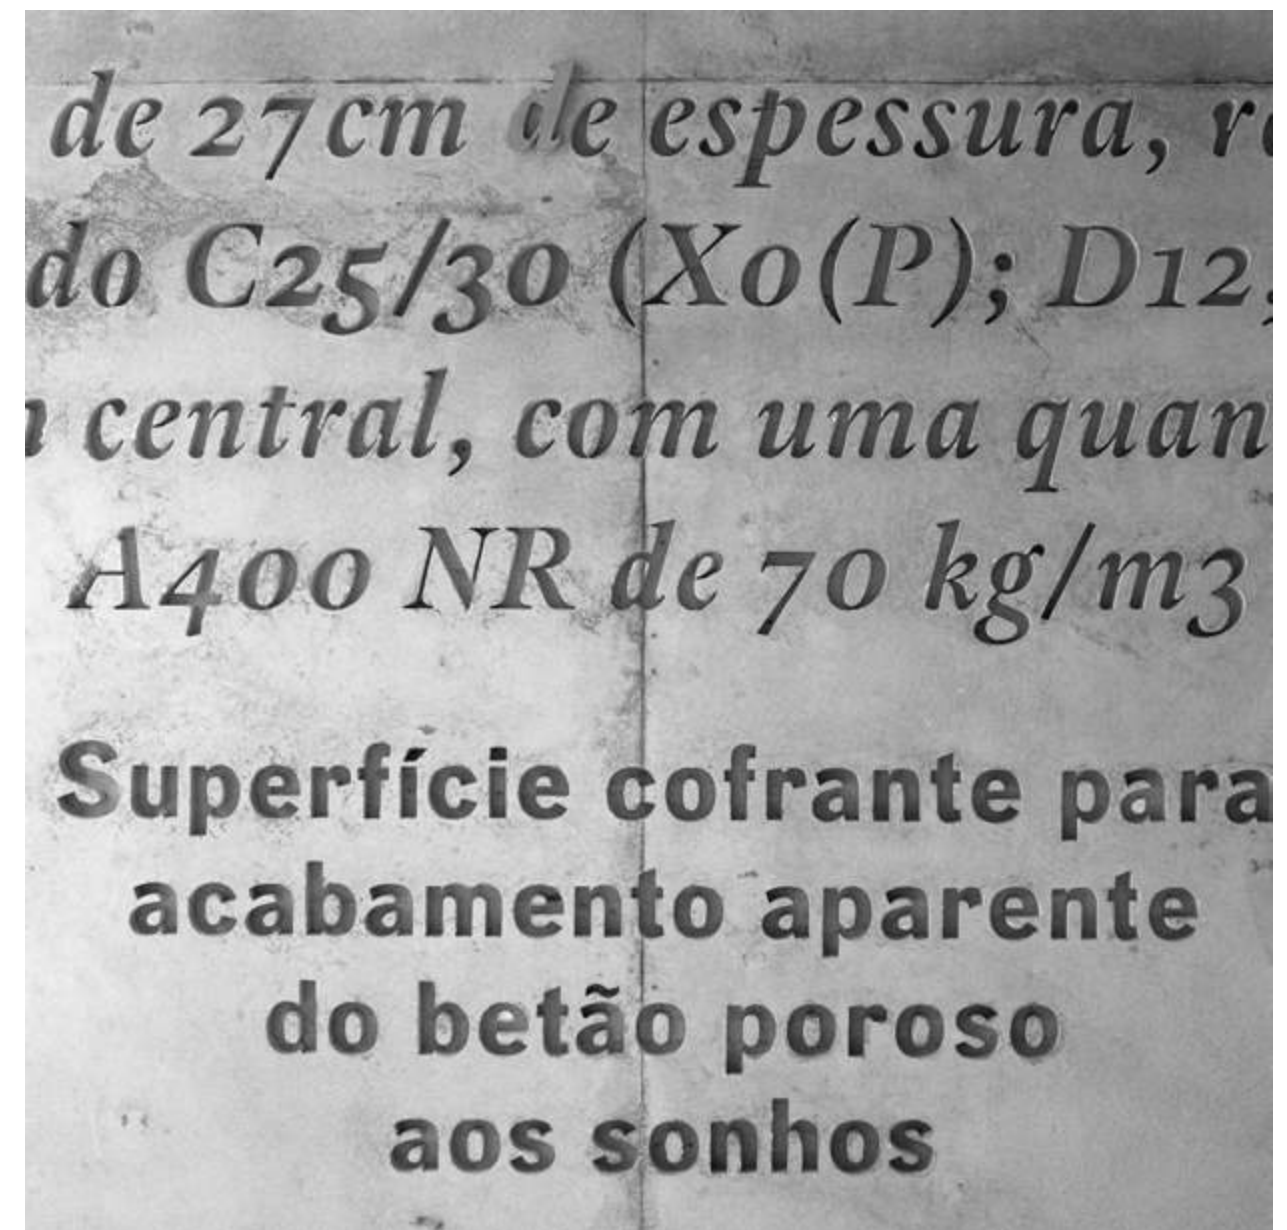 de 27cm de espessura,
do C25/30 (X0(P); D12,
central, com uma quan
A400 NR de 70 kg/m3
Superfície cofrante para
acabamento aparente
do betão poroso
aos sonhos